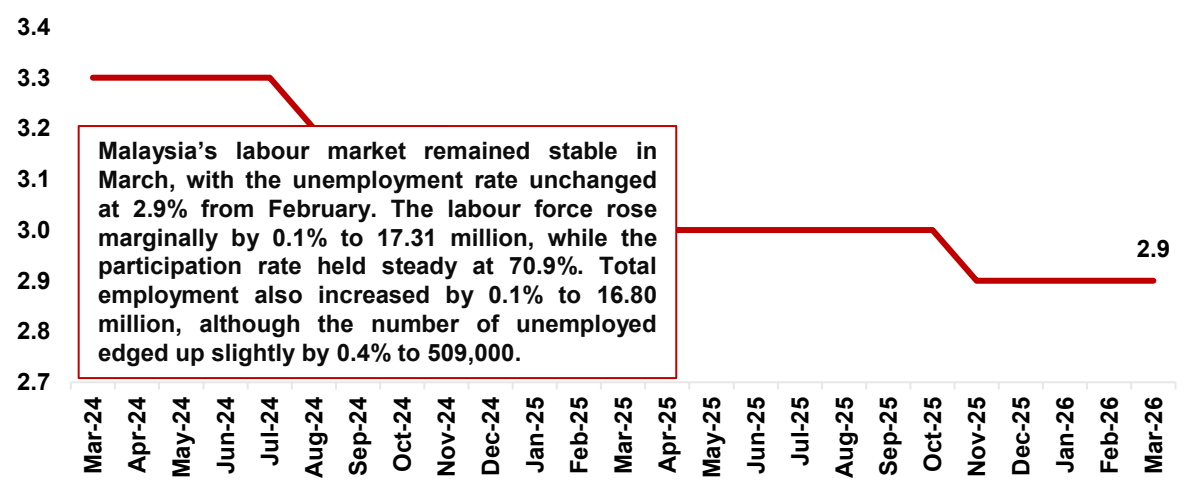 3.4
3.3
3.2
3.1
3.0
2.9
2.8
2.7
Malaysia’s labour market remained stable in
March, with the unemployment rate unchanged
at 2.9% from February. The labour force rose
marginally by 0.1% to 17.31 million, while the
participation rate held steady at 70.9%. Total
employment also increased by 0.1% to 16.80
million, although the number of unemployed
edged up slightly by 0.4% to 509,000.
2.9
Mar-24
Apr-24
May-24
Jun-24
Jul-24
Aug-24
Sep-24
Oct-24
Nov-24
Dec-24
Jan-25
Feb-25
Mar-25
Apr-25
May-25
Jun-25
Jul-25
Aug-25
Sep-25
Oct-25
Nov-25
Dec-25
Jan-26
Feb-26
Mar-26